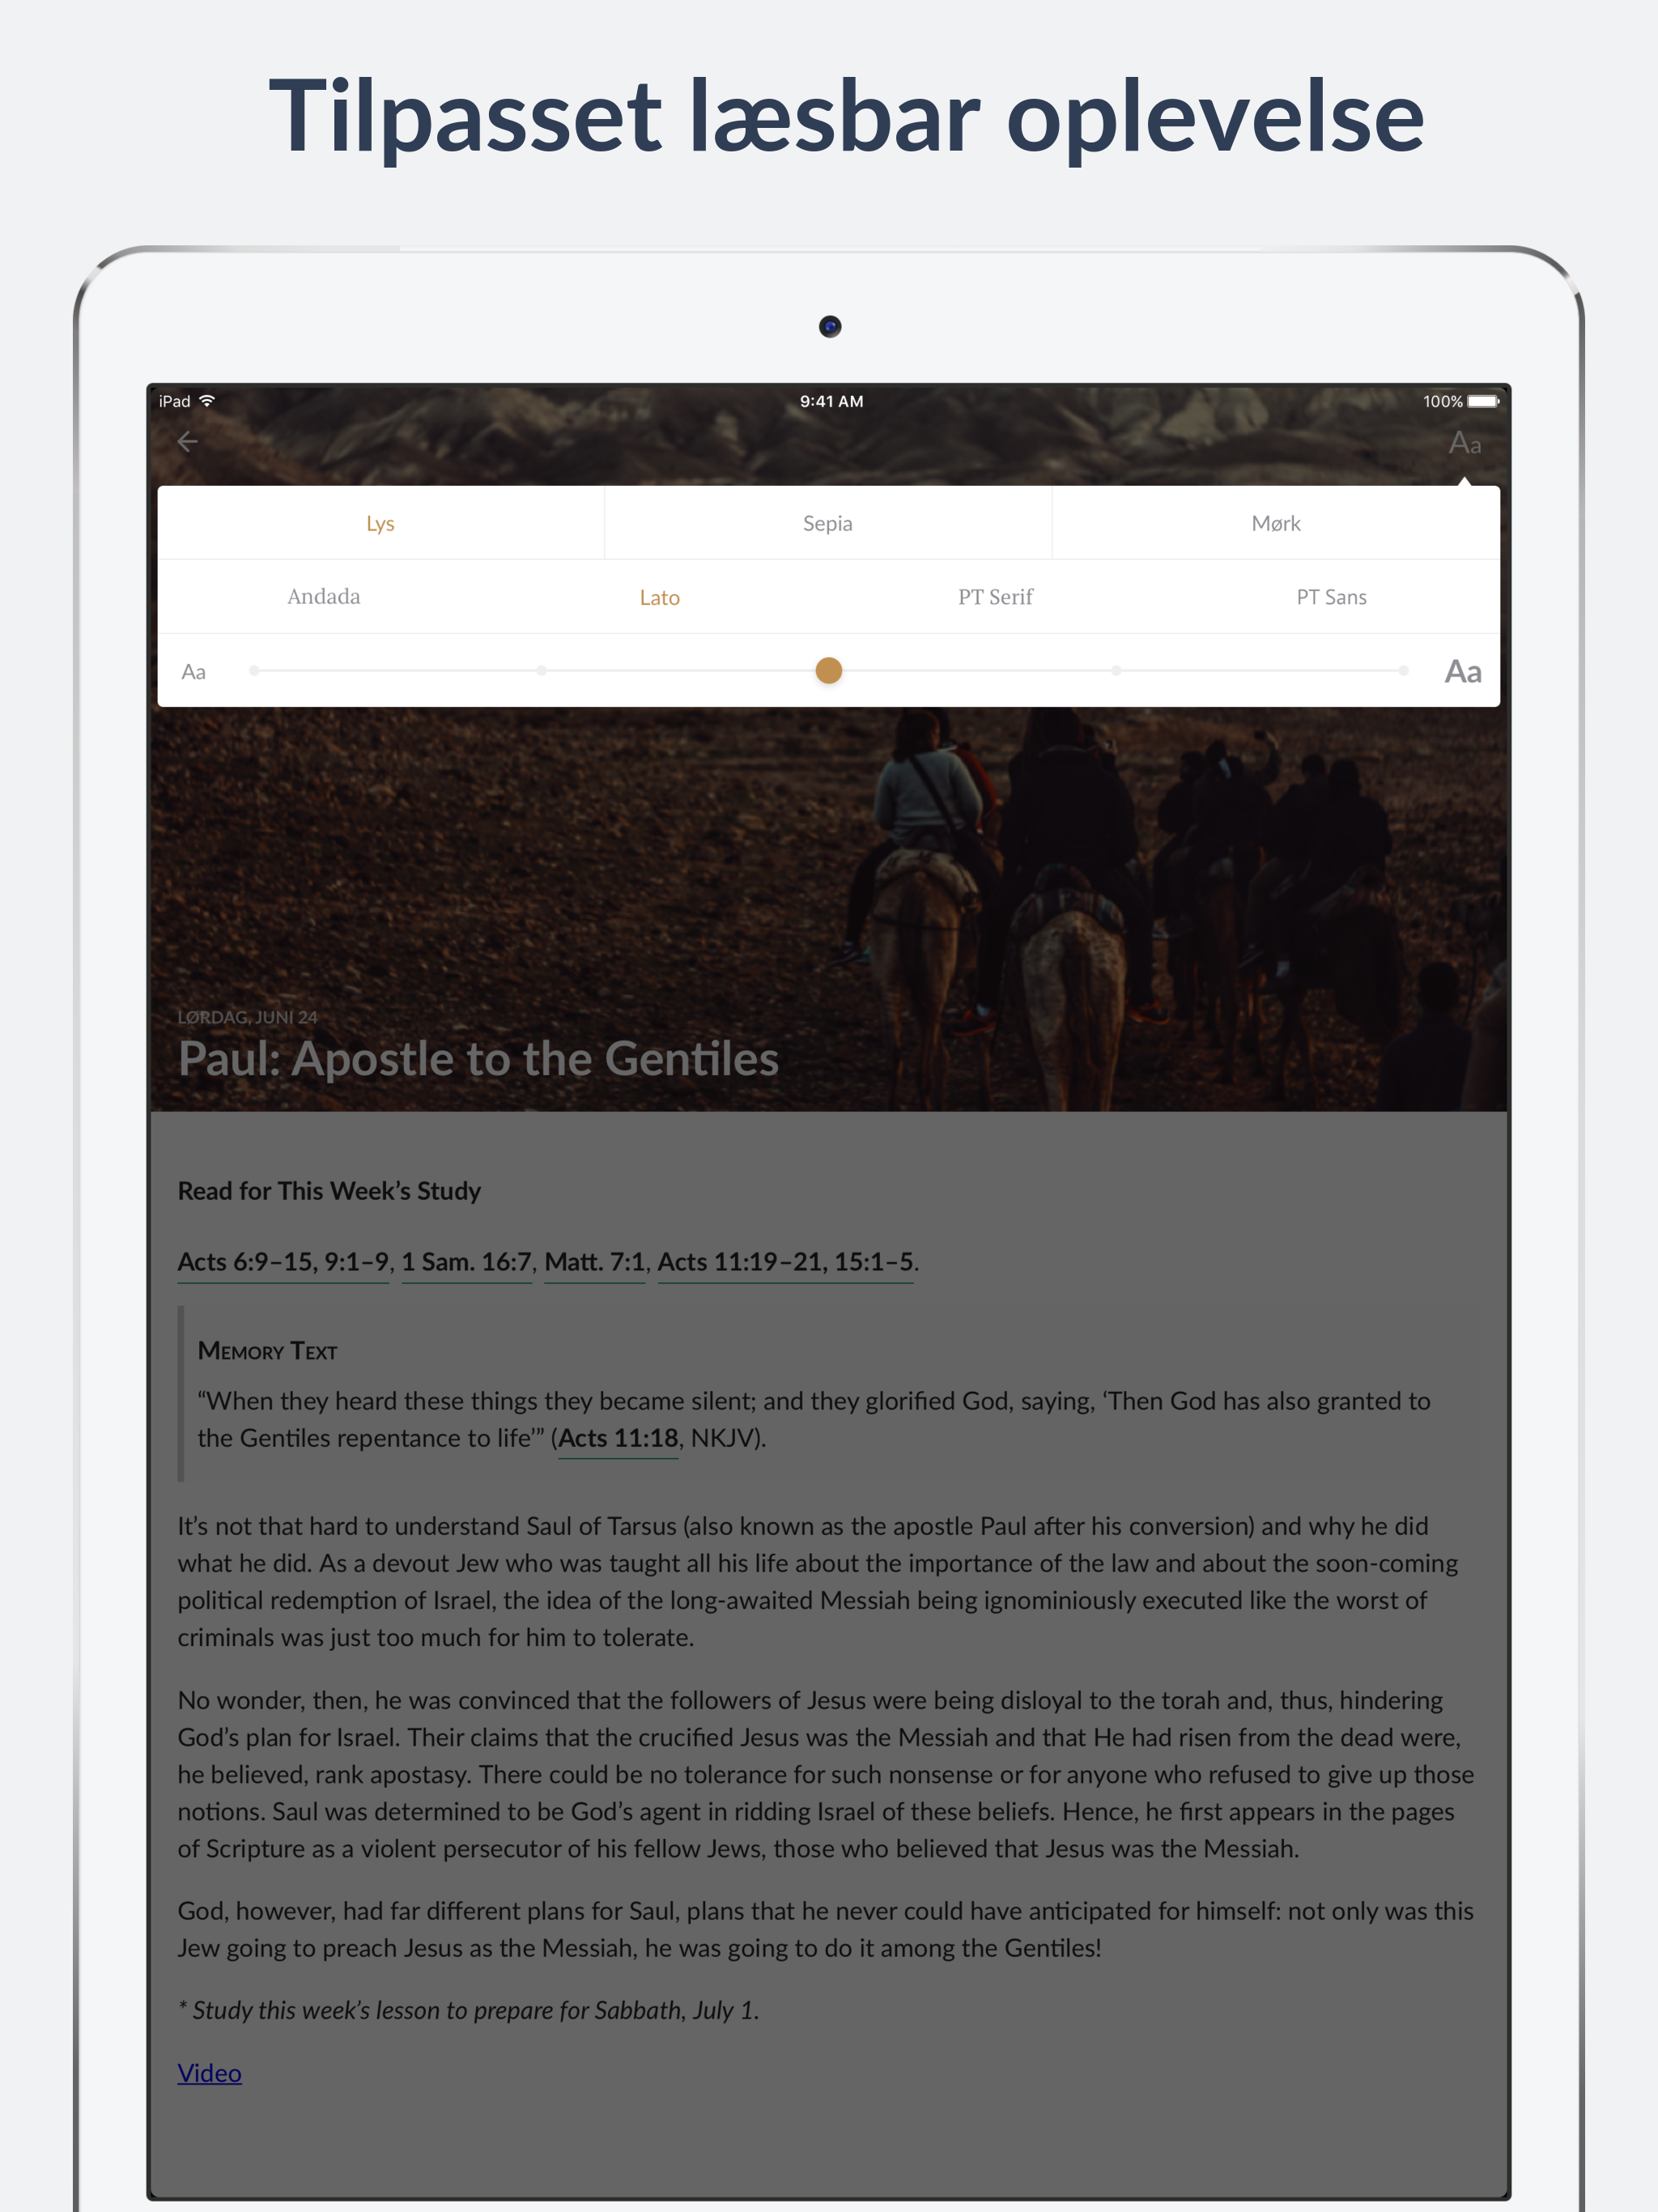 Tilpasset læsbar oplevelse
iPad 9:41 AM 100%
Aa
Lys Sepia Mørk
Andada Lato PT Serif PT Sans
Aa Aa
LØRDAG, JUNI 24
Paul: Apostle to the Gentiles
Read for This Week’s Study
Acts 6:9–15, 9:1–9, 1 Sam. 16:7, Matt. 7:1, Acts 11:19–21, 15:1–5.
Memory Text
“When they heard these things they became silent; and they glorified God, saying, ‘Then God has also granted to
the Gentiles repentance to life’” (Acts 11:18, NKJV).
It’s not that hard to understand Saul of Tarsus (also known as the apostle Paul after his conversion) and why he did
what he did. As a devout Jew who was taught all his life about the importance of the law and about the soon-coming
political redemption of Israel, the idea of the long-awaited Messiah being ignominiously executed like the worst of
criminals was just too much for him to tolerate.
No wonder, then, he was convinced that the followers of Jesus were being disloyal to the torah and, thus, hindering
God’s plan for Israel. Their claims that the crucified Jesus was the Messiah and that He had risen from the dead were,
he believed, rank apostasy. There could be no tolerance for such nonsense or for anyone who refused to give up those
notions. Saul was determined to be God’s agent in ridding Israel of these beliefs. Hence, he first appears in the pages
of Scripture as a violent persecutor of his fellow Jews, those who believed that Jesus was the Messiah.
God, however, had far different plans for Saul, plans that he never could have anticipated for himself: not only was this
Jew going to preach Jesus as the Messiah, he was going to do it among the Gentiles!
* Study this week’s lesson to prepare for Sabbath, July 1.
Video